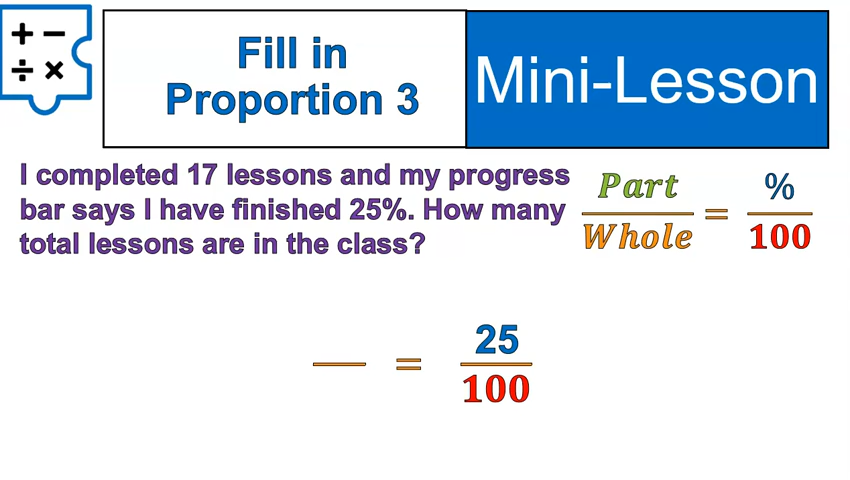 + −
÷ ×
Fill in
Proportion 3
Mini-Lesson
I completed 17 lessons and my progress
bar says I have finished 25%. How many
total lessons are in the class?
Part
Whole
=
%
100
=
25
100